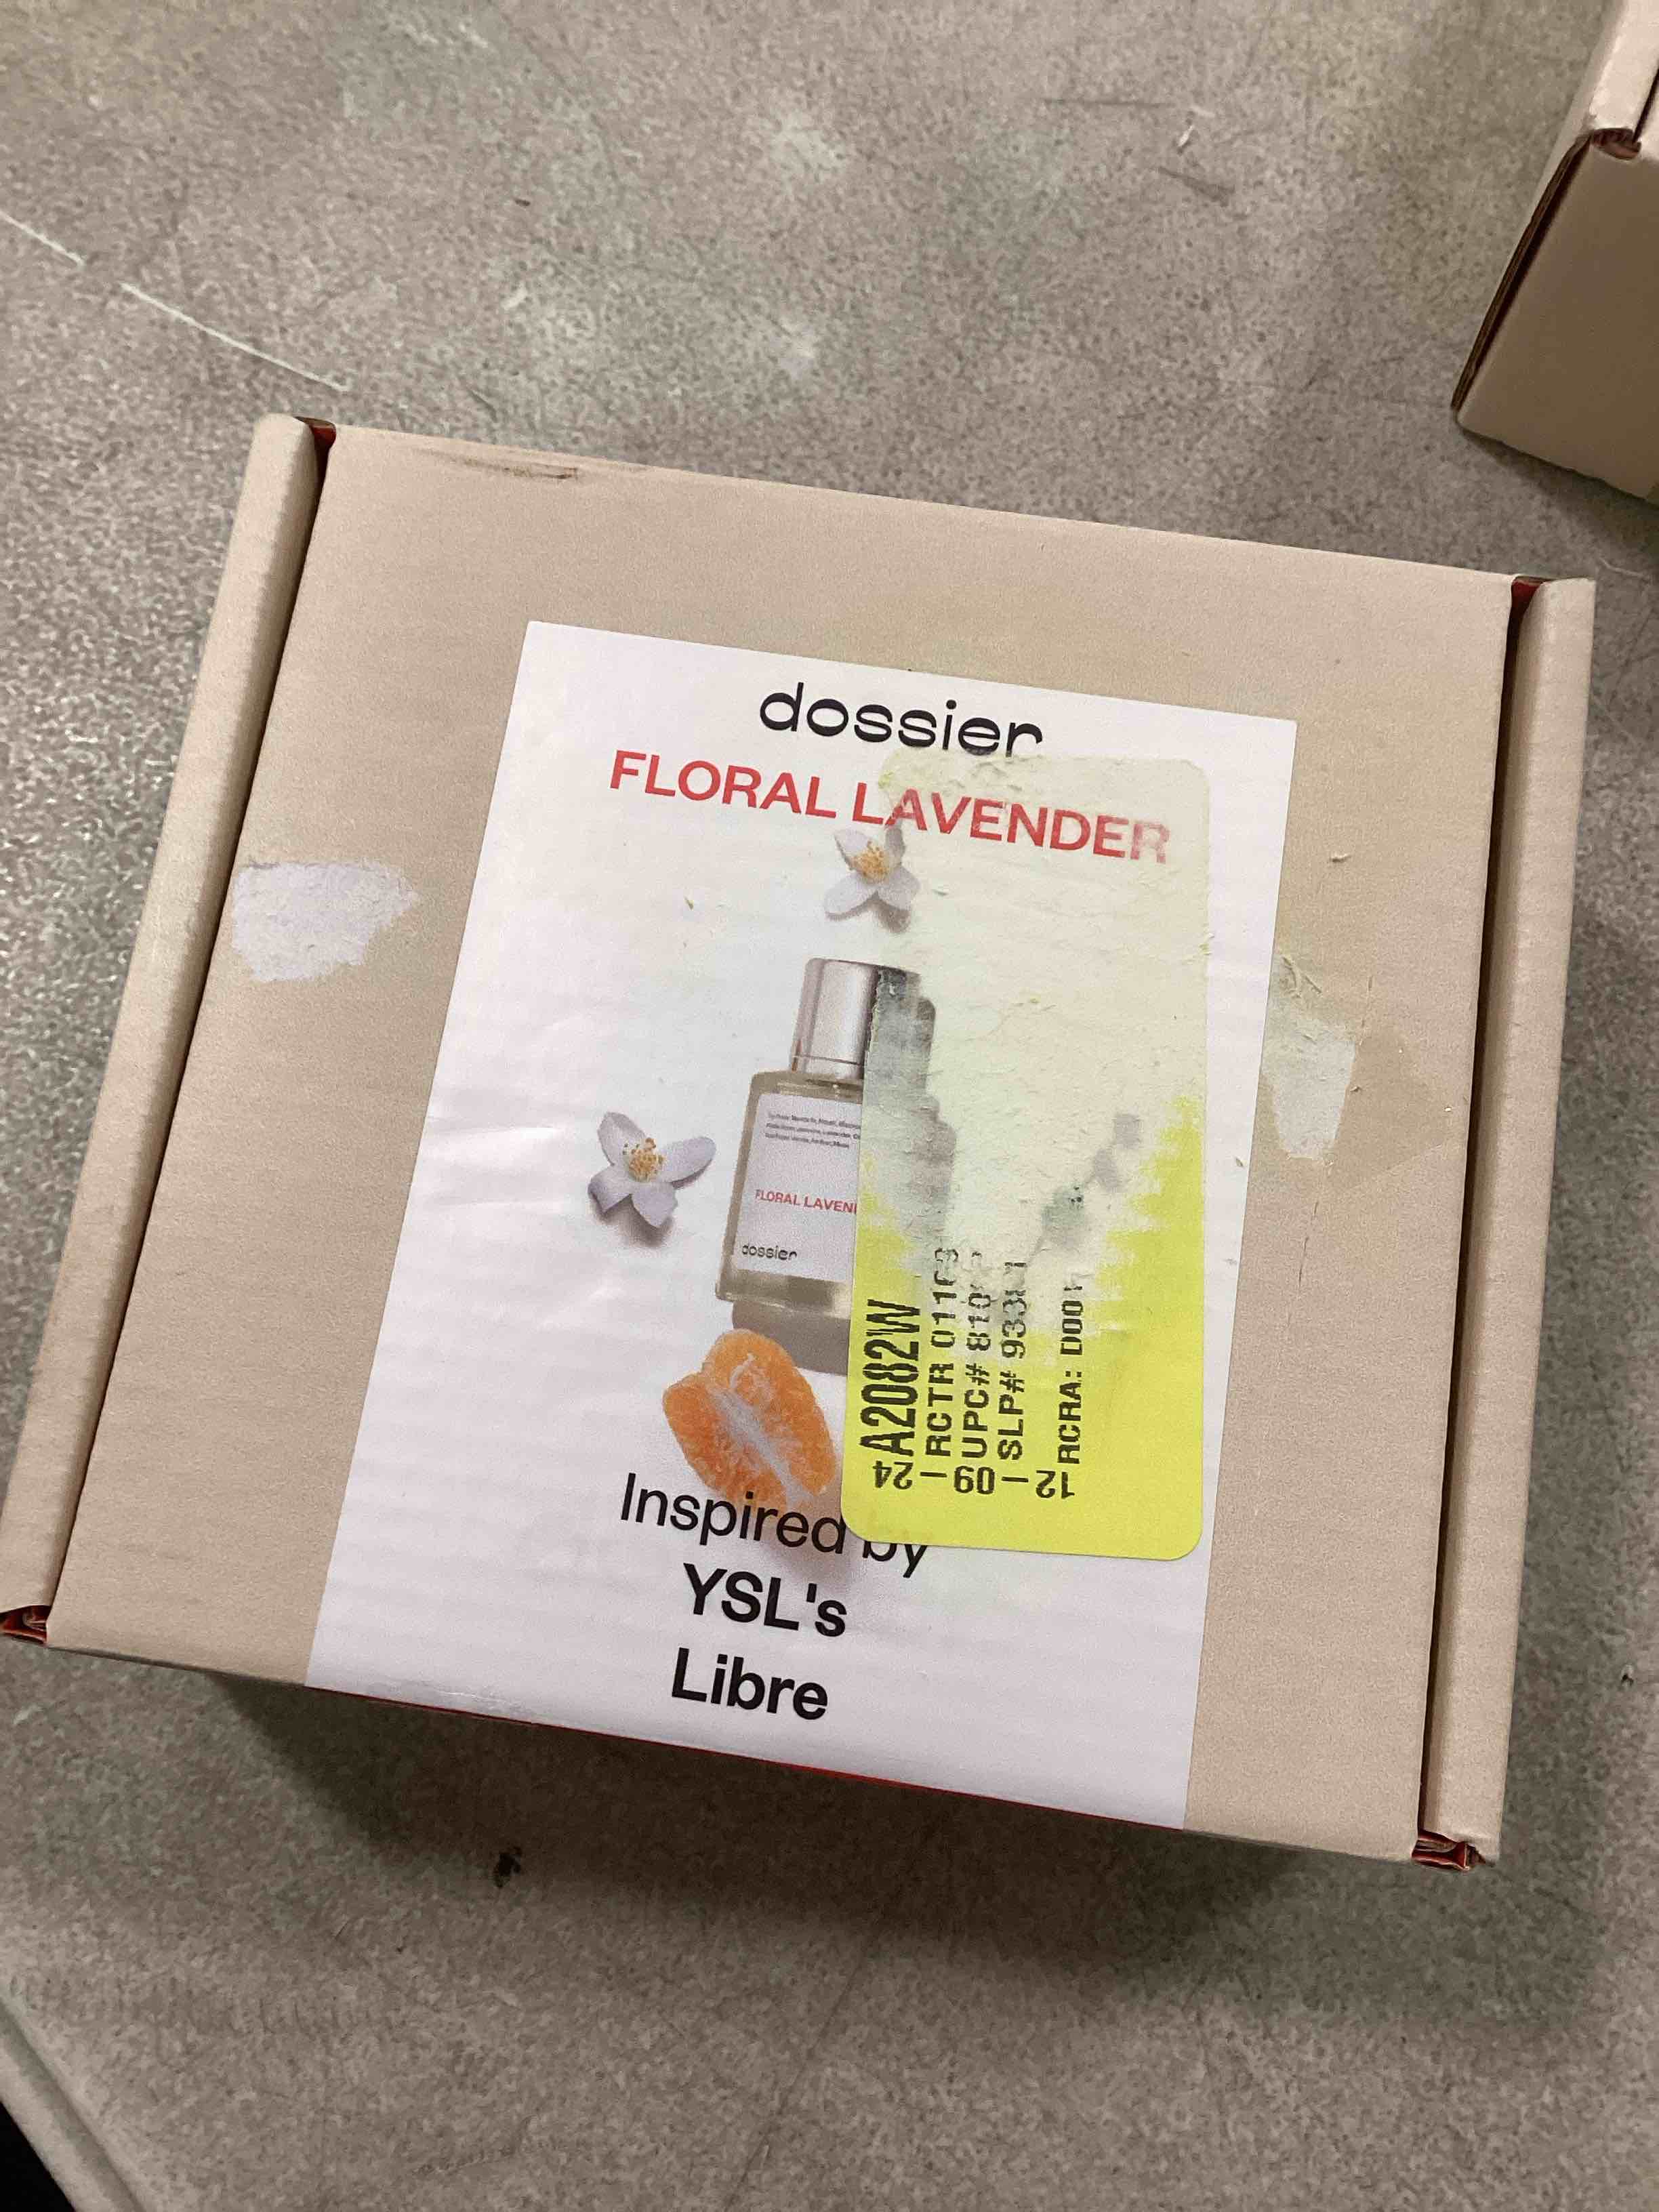 dossier
FLORAL LAVENDER
FLORAL LAVEN
dossier
A2082W
RCTR
UPC#
SLP#
RCRA:
12-09-24
Inspired by
YSL's
Libre